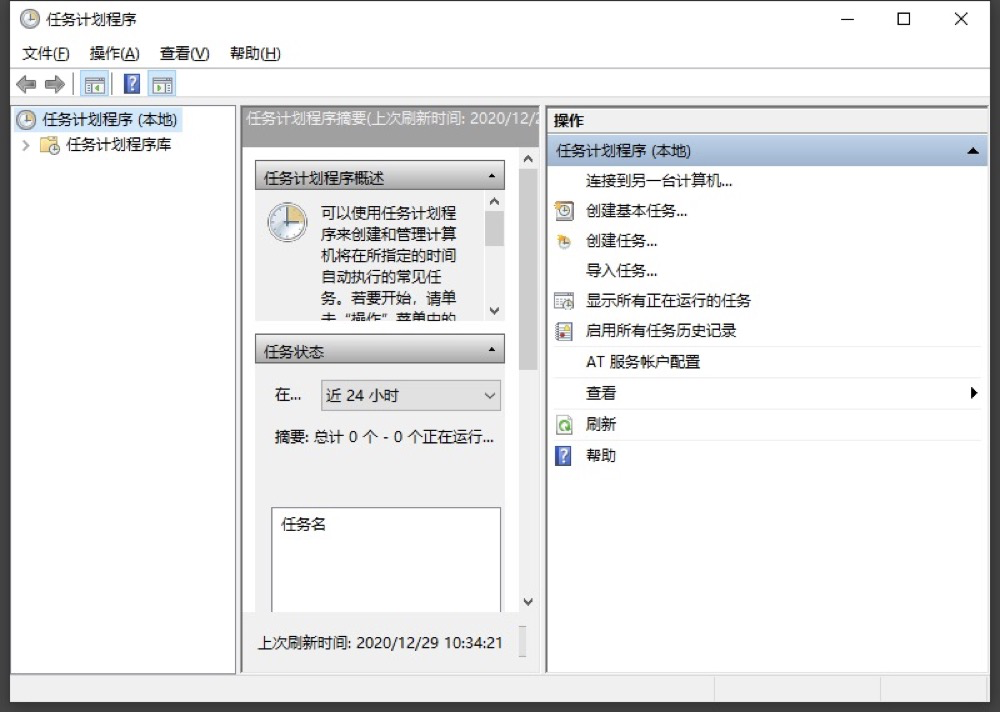 任务计划程序
文件(F) 操作(A) 查看(V) 帮助(H)
任务计划程序 (本地)
任务计划程序库
任务计划程序摘要(上次刷新时间: 2020/12/2
任务计划程序概述
可以使用任务计划程
序来创建和管理计算
机将在所指定的时间
自动执行的常见任
务。若要开始，请单
击“操作”菜单中的
任务状态
在... 近 24 小时
摘要: 总计 0 个 - 0 个正在运行...
任务名
上次刷新时间: 2020/12/29 10:34:21
操作
任务计划程序 (本地)
连接到另一台计算机...
创建基本任务...
创建任务...
导入任务...
显示所有正在运行的任务
启用所有任务历史记录
AT 服务帐户配置
查看
刷新
帮助